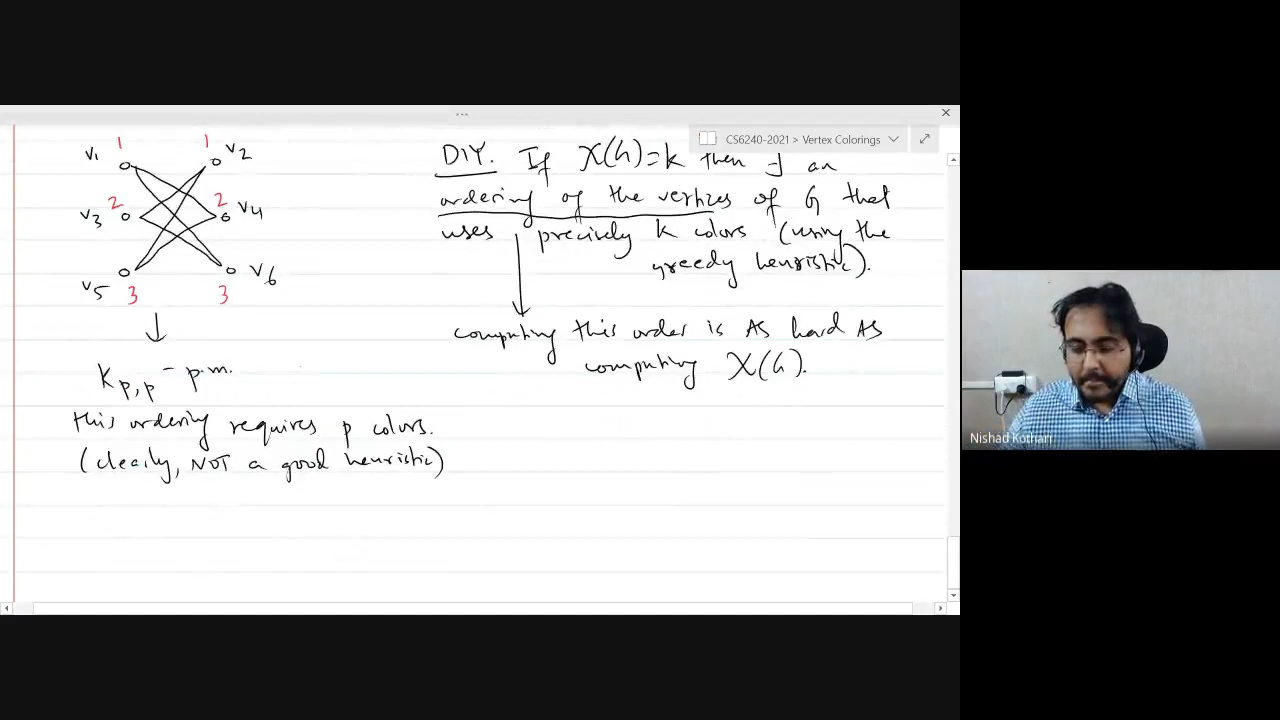 CS6240-2021 > Vertex Colorings
v1 1 1 v2
v3 2 2 v4
v5 3 3 v6
Kp,p - p.m.
this ordering requires p colors.
(clearly, NOT a good heuristic)
DIY. If χ(G)=k then ∃ an
ordering of the vertices of G that
uses precisely k colors (using the
greedy heuristic).
computing this order is AS hard AS
computing χ(G).
Nishad Kothari